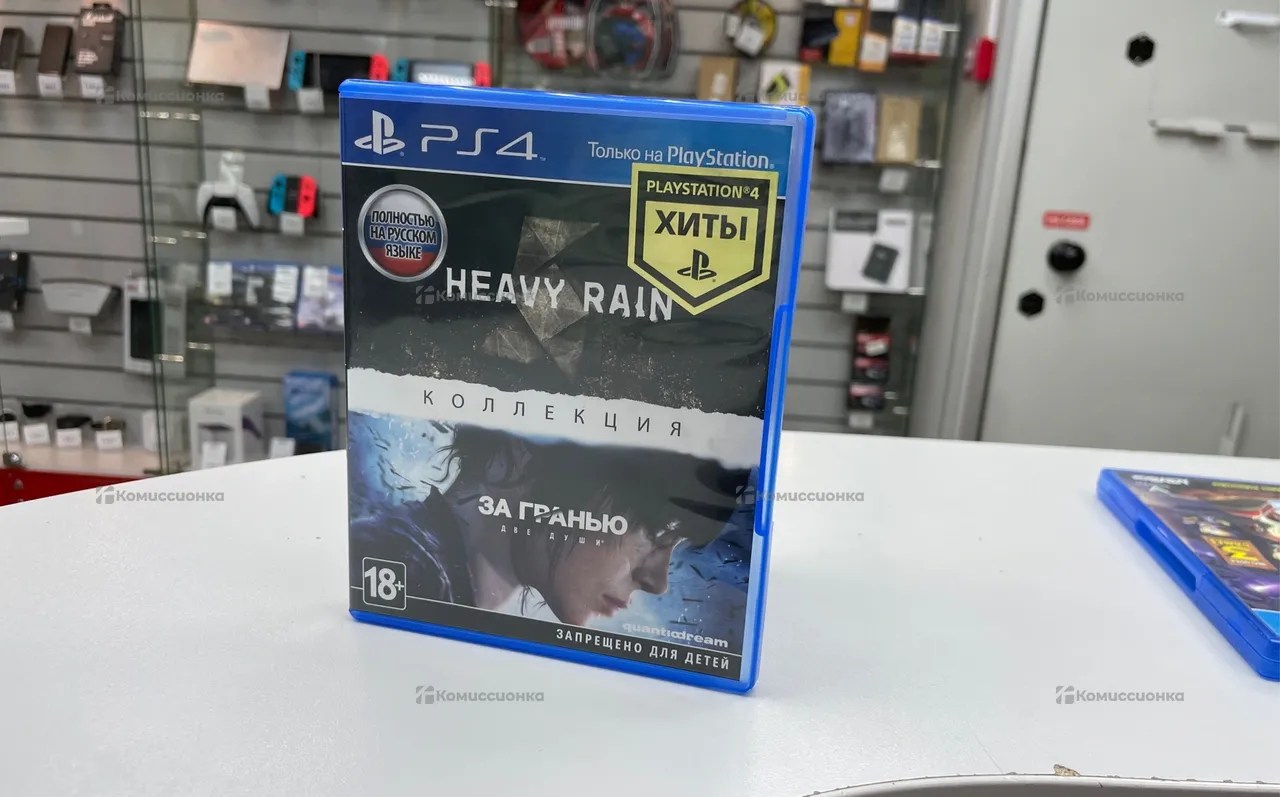 PS4
Только на PlayStation
PLAYSTATION®4
ХИТЫ
ПОЛНОСТЬЮ
НА РУССКОМ
ЯЗЫКЕ
HEAVY RAIN
КОЛЛЕКЦИЯ
ЗА ГРАНЬЮ
ДВЕ ДУШИ
18+
quanticdream
ЗАПРЕЩЕНО ДЛЯ ДЕТЕЙ
Комиссионка
Комиссионка
Комиссионка
Комиссионка
Комиссионка
Комиссионка
Комиссионка